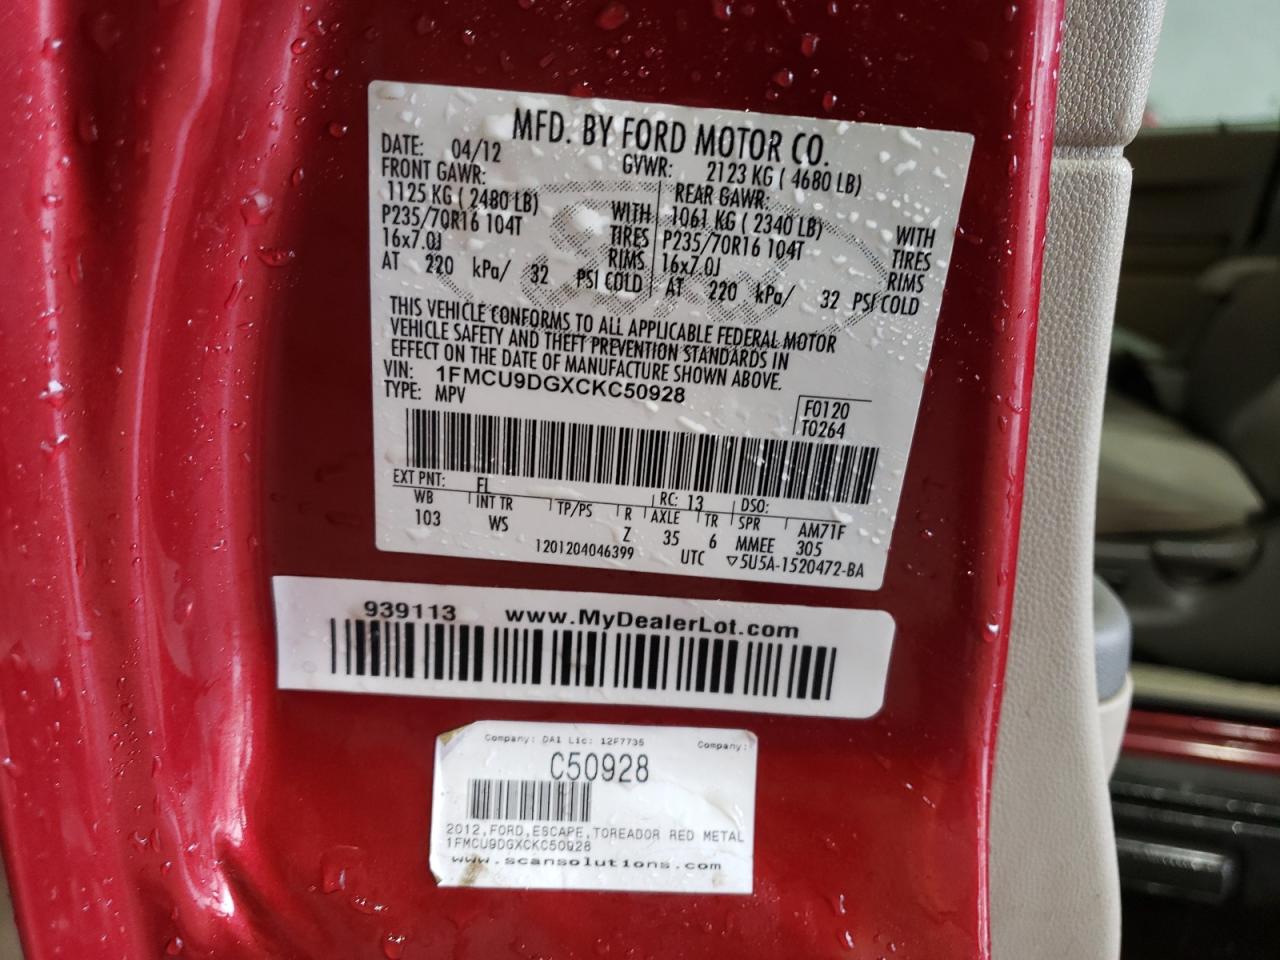 MFD. BY FORD MOTOR CO.
DATE: 04/12 GVWR: 2123 KG ( 4680 LB)
FRONT GAWR: REAR GAWR:
1125 KG ( 2480 LB) WITH 1061 KG ( 2340 LB) WITH
P235/70R16 104T TIRES P235/70R16 104T TIRES
16x7.0J RIMS 16x7.0J RIMS
AT 220 kPa/ 32 PSI COLD AT 220 kPa/ 32 PSI COLD
THIS VEHICLE CONFORMS TO ALL APPLICABLE FEDERAL MOTOR
VEHICLE SAFETY AND THEFT PREVENTION STANDARDS IN
EFFECT ON THE DATE OF MANUFACTURE SHOWN ABOVE.
VIN: 1FMCU9DGXCKC50928
TYPE: MPV
F0120
T0264
EXT PNT: FL RC: 13 DSO:
WB INT TR TP/PS R AXLE TR SPR AM71F
103 WS Z 35 6 MMEE 305
1201204046399 UTC ▽5U5A-1520472-BA
939113 www.MyDealerLot.com
Company: DA1 Lic: 12F7735 Company:
C50928
2012,FORD,ESCAPE,TOREADOR RED METAL
1FMCU9DGXCKC50928
www.scansolutions.com